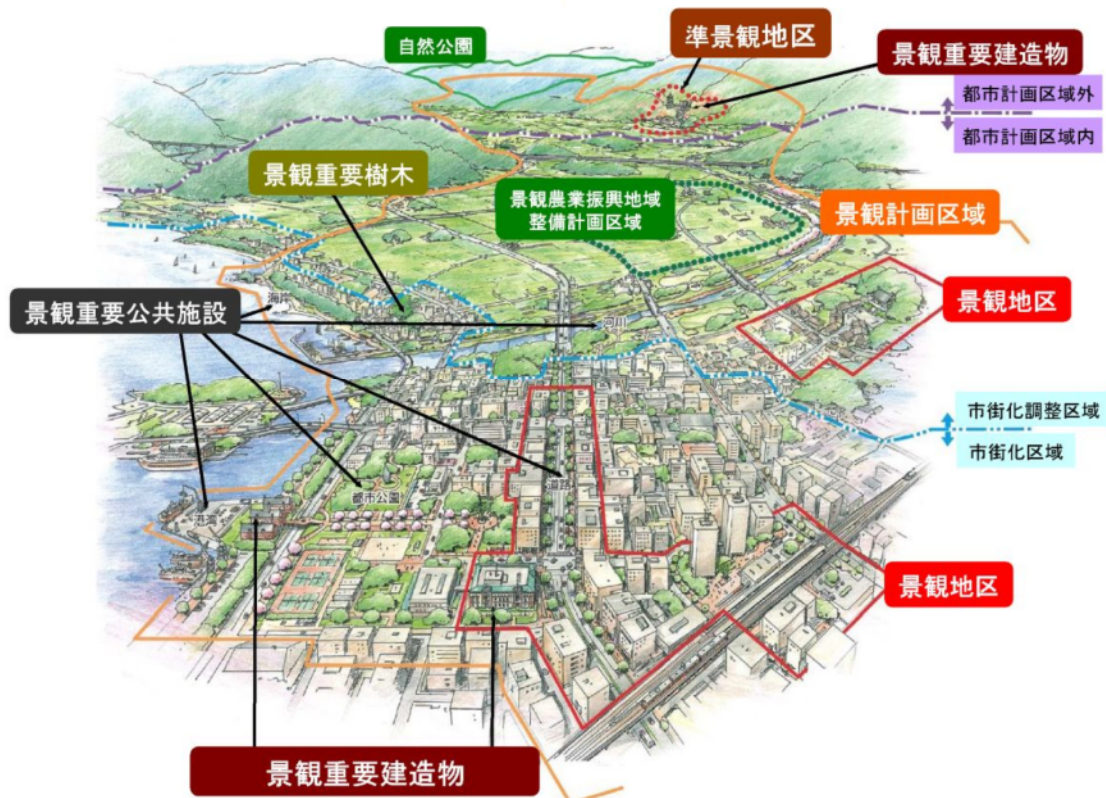 自然公園
準景観地区
景観重要建造物
都市計画区域外
都市計画区域内
景観重要樹木
景観農業振興地域
整備計画区域
景観計画区域
景観重要公共施設
海岸
河川
景観地区
市街化調整区域
市街化区域
都市公園
道路
港湾
景観地区
景観重要建造物